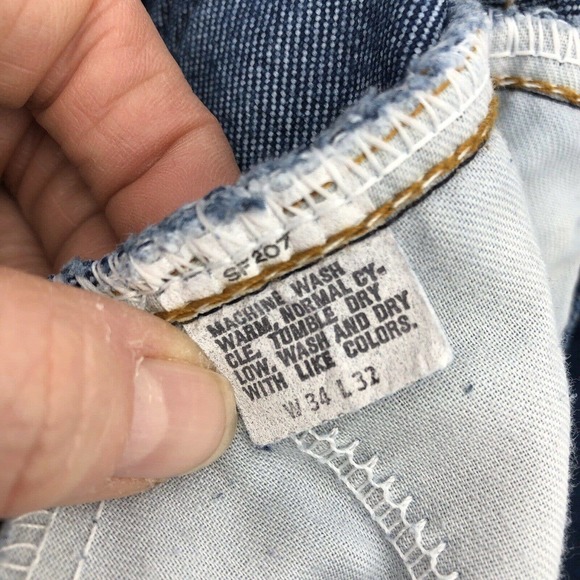 SF207
MACHINE WASH
WARM, NORMAL CY-
CLE, TUMBLE DRY
LOW, WASH AND DRY
WITH LIKE COLORS.
W 34 L 32